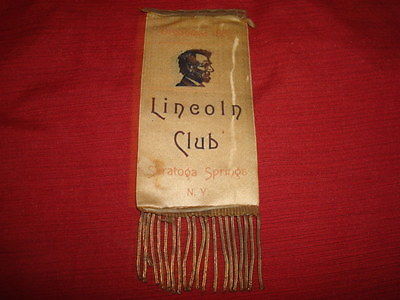 Lincoln
Club
Saratoga Springs
N. Y.